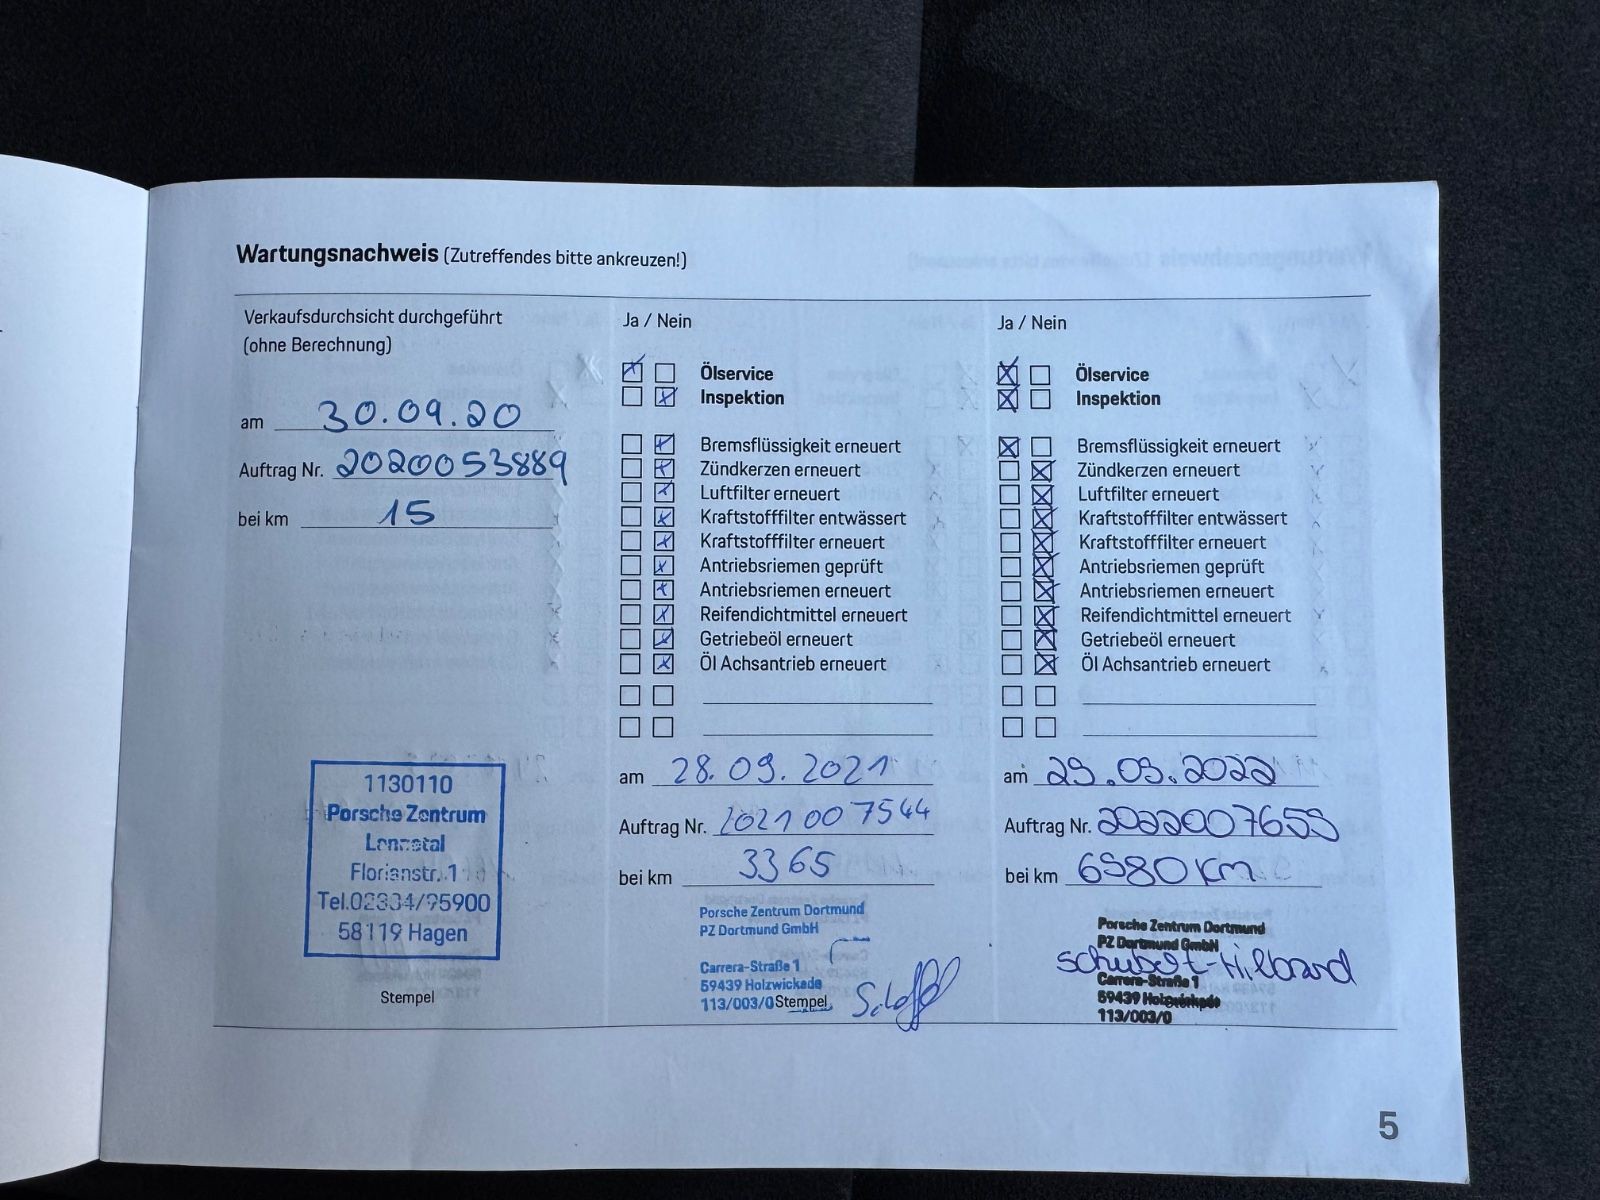 Wartungsnachweis (Zutreffendes bitte ankreuzen!)
Verkaufsdurchsicht durchgeführt
(ohne Berechnung)
am 30.09.20
Auftrag Nr. 2020053889
bei km 15
1130110
Porsche Zentrum
Lennetal
Florianstr. 1
Tel.02334/95900
58119 Hagen
Stempel
Ja / Nein
Ölservice
Inspektion
Bremsflüssigkeit erneuert
Zündkerzen erneuert
Luftfilter erneuert
Kraftstofffilter entwässert
Kraftstofffilter erneuert
Antriebsriemen geprüft
Antriebsriemen erneuert
Reifendichtmittel erneuert
Getriebeöl erneuert
Öl Achsantrieb erneuert
am 28.09.2021
Auftrag Nr. 2021007544
bei km 3365
Porsche Zentrum Dortmund
PZ Dortmund GmbH
Carrera-Straße 1
59439 Holzwickede
113/003/0 Stempel
Ja / Nein
Ölservice
Inspektion
Bremsflüssigkeit erneuert
Zündkerzen erneuert
Luftfilter erneuert
Kraftstofffilter entwässert
Kraftstofffilter erneuert
Antriebsriemen geprüft
Antriebsriemen erneuert
Reifendichtmittel erneuert
Getriebeöl erneuert
Öl Achsantrieb erneuert
am 29.09.2022
Auftrag Nr. 2022007659
bei km 6980 km
Porsche Zentrum Dortmund
PZ Dortmund GmbH
Carrera-Straße 1
59439 Holzwickede
113/003/0
5